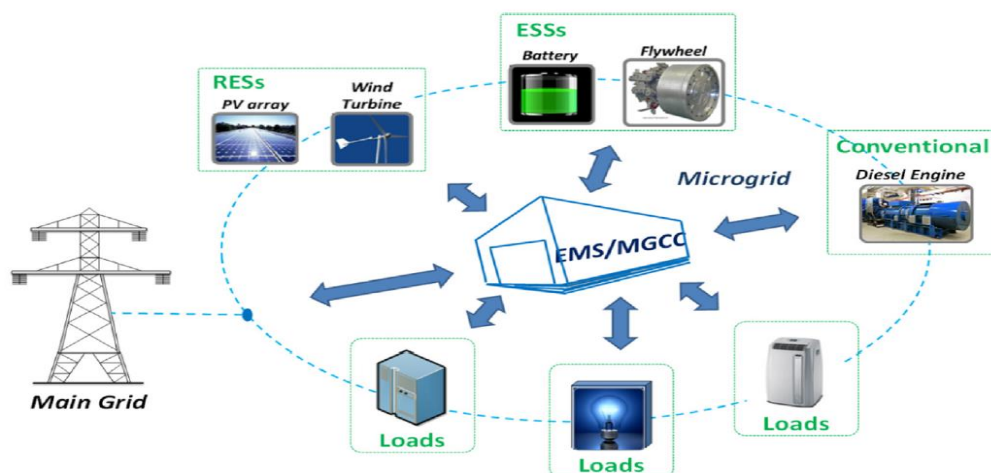 ESSs
Battery
Flywheel
RESs
PV array
Wind
Turbine
Conventional
Diesel Engine
Microgrid
EMS/MGCC
Main Grid
Loads
Loads
Loads